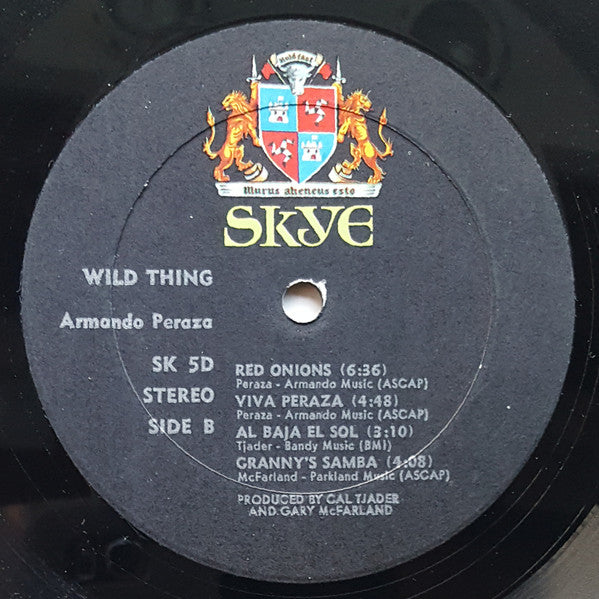 Hold fast
Murus aheneus esto
SKYE
WILD THING
Armando Peraza
SK 5D
STEREO
SIDE B
RED ONIONS (6:36)
Peraza - Armando Music (ASCAP)
VIVA PERAZA (4:48)
Peraza - Armando Music (ASCAP)
AL BAJA EL SOL (3:10)
Tjader - Bandy Music (BMI)
GRANNY'S SAMBA (4:08)
McFarland - Parkland Music (ASCAP)
PRODUCED BY CAL TJADER
AND GARY McFARLAND